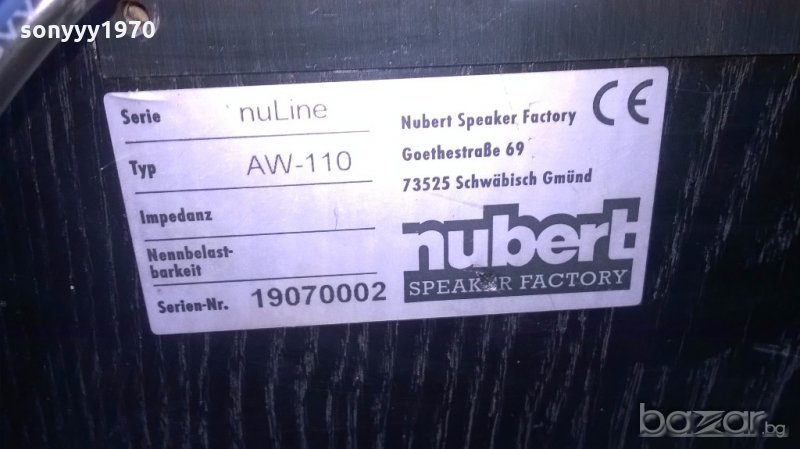 sonyyy1970
Serie nuLine
Typ AW-110
Impedanz
Nennbelast-
barkeit
Serien-Nr. 19070002
Nubert Speaker Factory
Goethestraße 69
73525 Schwäbisch Gmünd
CE
nubert
SPEAKER FACTORY
bazar.bg